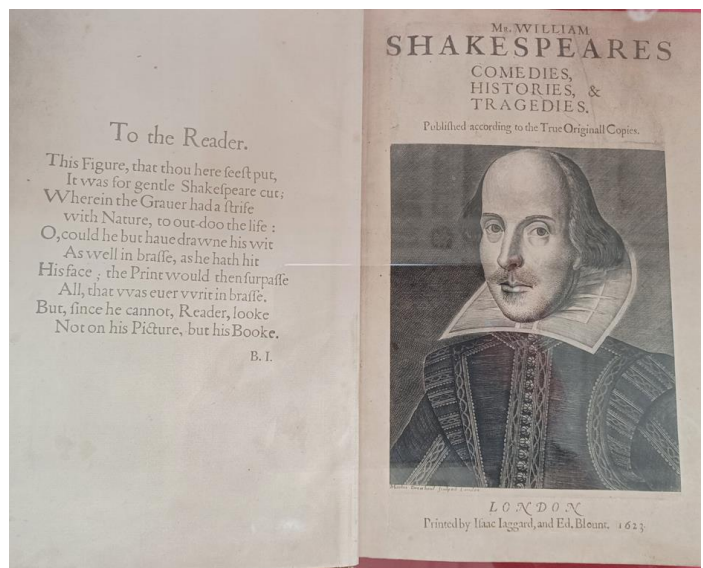 To the Reader.
This Figure, that thou here ſeeſt put,
It was for gentle Shakeſpeare cut;
Wherein the Grauer had a ſtrife
with Nature, to out-doo the life :
O, could he but haue drawne his wit
As well in braſſe, as he hath hit
His face ; the Print would then ſurpaſſe
All, that vvas euer vvrit in braſſe.
But, ſince he cannot, Reader, looke
Not on his Picture, but his Booke.
B. I.
Mr. WILLIAM
SHAKESPEARES
COMEDIES,
HISTORIES, &
TRAGEDIES.
Publiſhed according to the True Originall Copies.
LONDON
Printed by Iſaac Iaggard, and Ed. Blount. 1623.